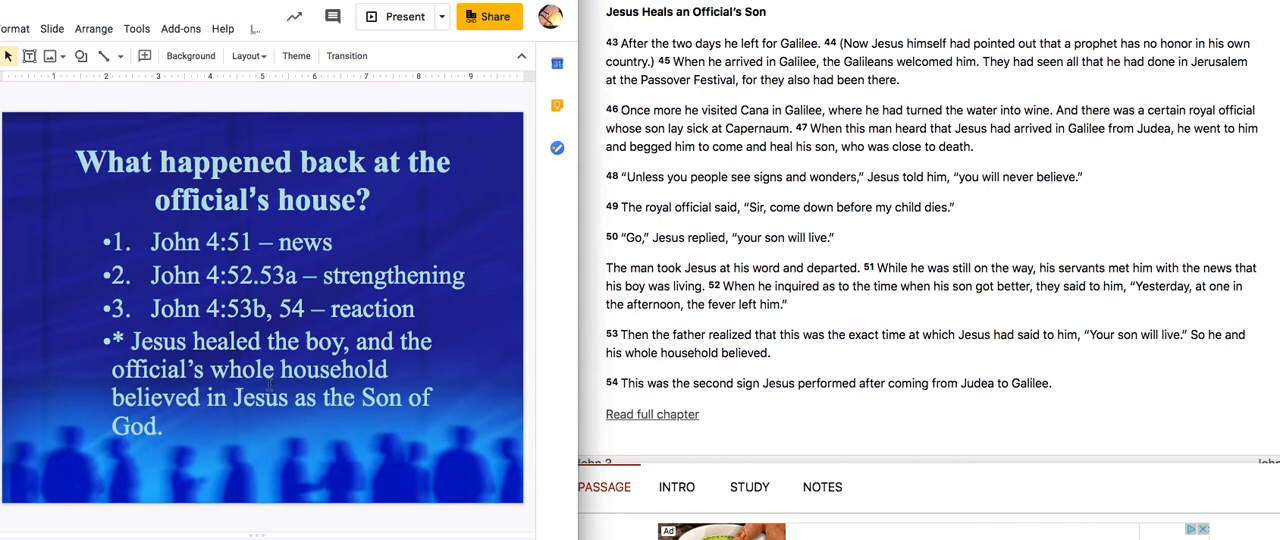 ormat Slide Arrange Tools Add-ons Help
Present
Share
Background Layout Theme Transition
1 2 3 4 5 6 7 8 9
31
What happened back at the
official’s house?
•1. John 4:51 – news
•2. John 4:52.53a – strengthening
•3. John 4:53b, 54 – reaction
•* Jesus healed the boy, and the
official’s whole household
believed in Jesus as the Son of
God.
Jesus Heals an Official’s Son
43 After the two days he left for Galilee. 44 (Now Jesus himself had pointed out that a prophet has no honor in his own
country.) 45 When he arrived in Galilee, the Galileans welcomed him. They had seen all that he had done in Jerusalem
at the Passover Festival, for they also had been there.
46 Once more he visited Cana in Galilee, where he had turned the water into wine. And there was a certain royal official
whose son lay sick at Capernaum. 47 When this man heard that Jesus had arrived in Galilee from Judea, he went to him
and begged him to come and heal his son, who was close to death.
48 “Unless you people see signs and wonders,” Jesus told him, “you will never believe.”
49 The royal official said, “Sir, come down before my child dies.”
50 “Go,” Jesus replied, “your son will live.”
The man took Jesus at his word and departed. 51 While he was still on the way, his servants met him with the news that
his boy was living. 52 When he inquired as to the time when his son got better, they said to him, “Yesterday, at one in
the afternoon, the fever left him.”
53 Then the father realized that this was the exact time at which Jesus had said to him, “Your son will live.” So he and
his whole household believed.
54 This was the second sign Jesus performed after coming from Judea to Galilee.
Read full chapter
PASSAGE INTRO STUDY NOTES
Ad